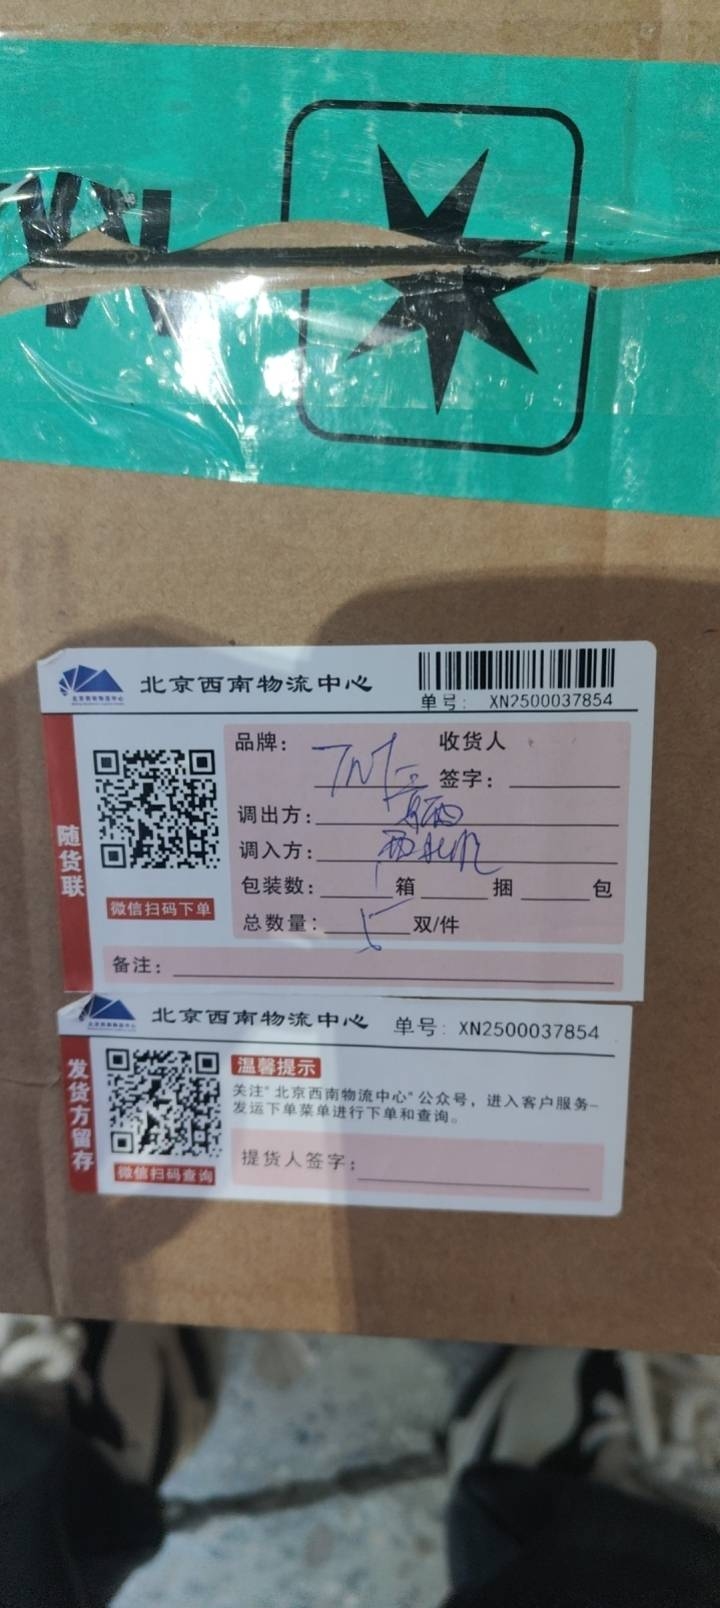 北京西南物流中心
单号: XN2500037854
随货联
微信扫码下单
品牌:
收货人
签字:
调出方:
调入方:
包装数: 1 箱 捆 包
总数量: 5 双/件
备注:
北京西南物流中心 单号: XN2500037854
发货方留存
微信扫码查询
温馨提示
关注“北京西南物流中心”公众号，进入客户服务-
发运下单菜单进行下单和查询。
提货人签字: